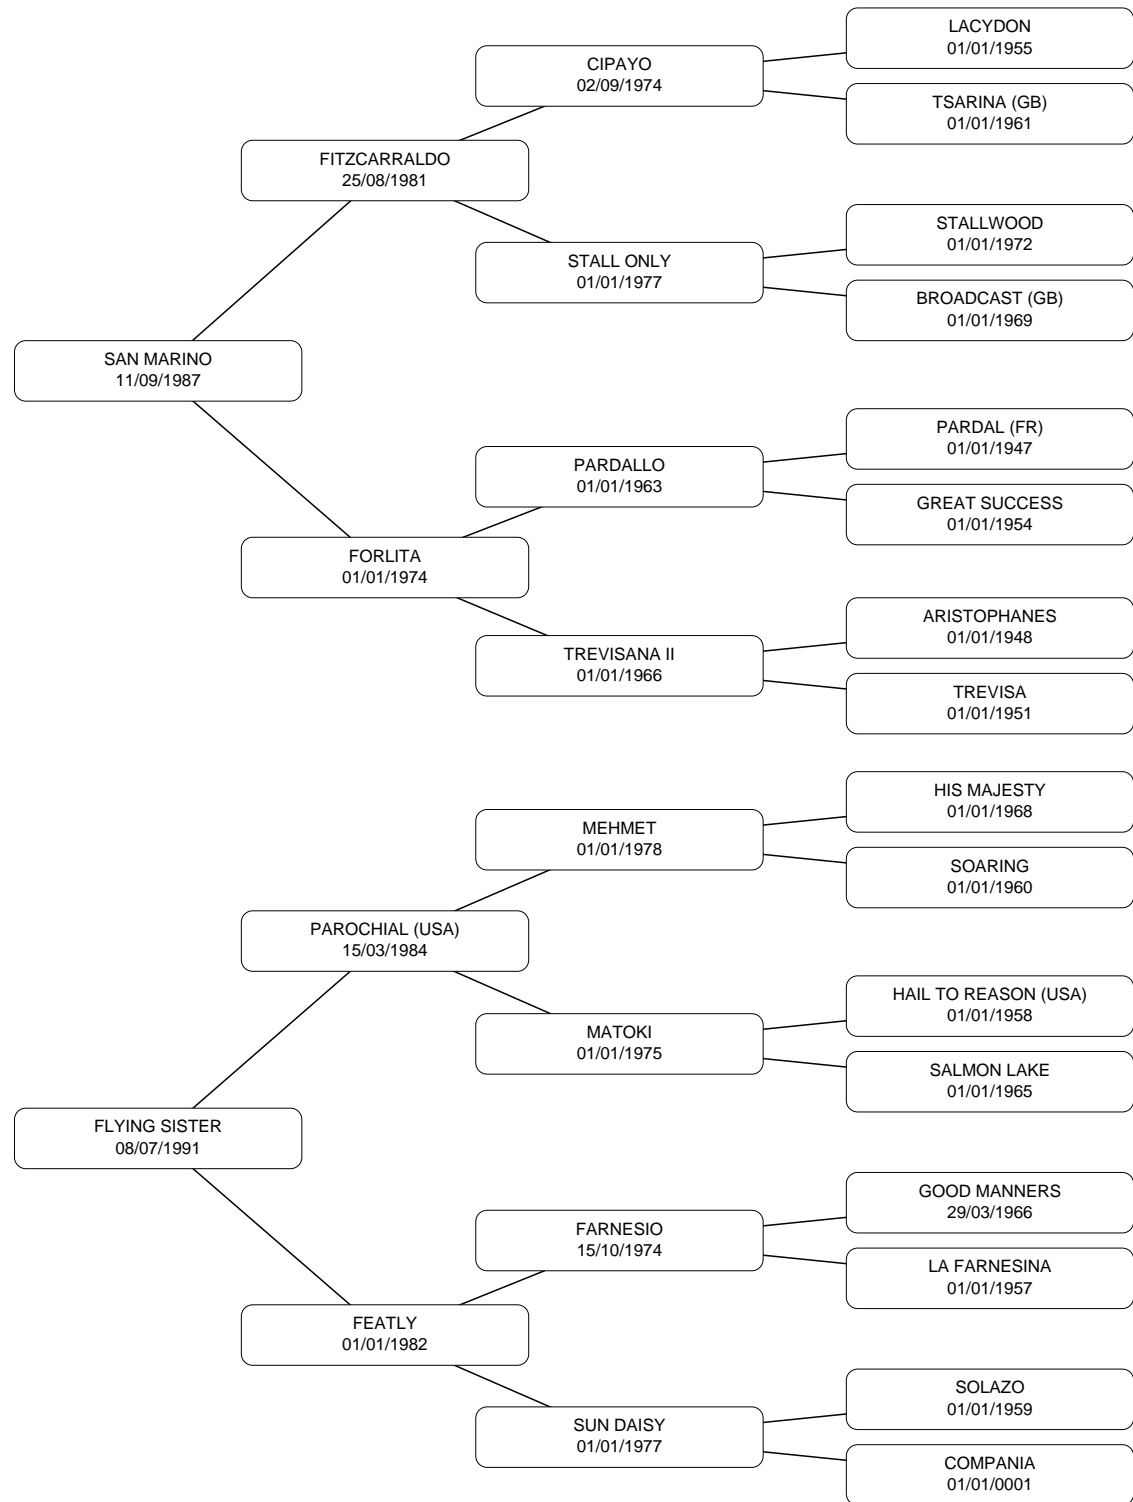 LACYDON
01/01/1955
CIPAYO
02/09/1974
TSARINA (GB)
01/01/1961
FITZCARRALDO
25/08/1981
STALLWOOD
01/01/1972
STALL ONLY
01/01/1977
BROADCAST (GB)
01/01/1969
SAN MARINO
11/09/1987
PARDAL (FR)
01/01/1947
PARDALLO
01/01/1963
GREAT SUCCESS
01/01/1954
FORLITA
01/01/1974
ARISTOPHANES
01/01/1948
TREVISANA II
01/01/1966
TREVISA
01/01/1951
HIS MAJESTY
01/01/1968
MEHMET
01/01/1978
SOARING
01/01/1960
PAROCHIAL (USA)
15/03/1984
HAIL TO REASON (USA)
01/01/1958
MATOKI
01/01/1975
SALMON LAKE
01/01/1965
FLYING SISTER
08/07/1991
GOOD MANNERS
29/03/1966
FARNESIO
15/10/1974
LA FARNESINA
01/01/1957
FEATLY
01/01/1982
SOLAZO
01/01/1959
SUN DAISY
01/01/1977
COMPANIA
01/01/0001